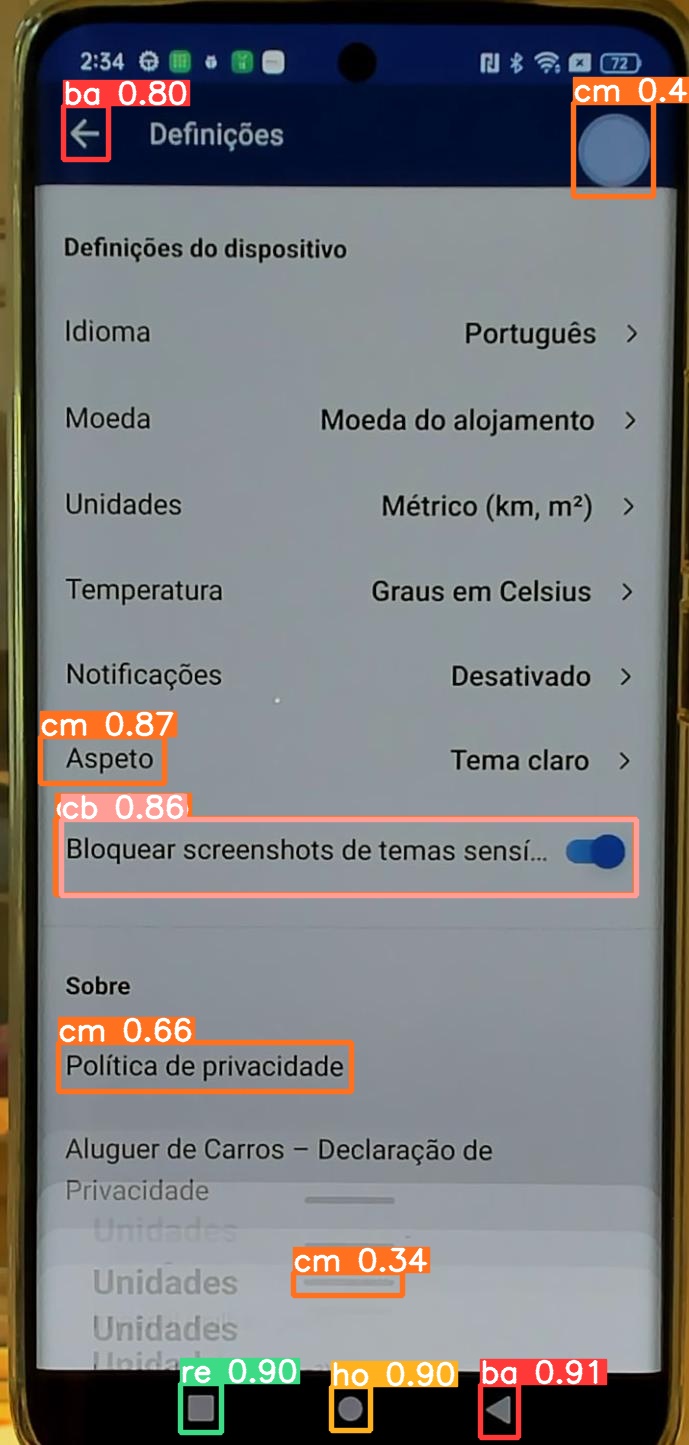 2:34
72
ba 0.80
cm 0.4
Definições
Definições do dispositivo
Idioma Português
Moeda Moeda do alojamento
Unidades Métrico (km, m²)
Temperatura Graus em Celsius
Notificações Desativado
cm 0.87
Aspeto Tema claro
cb 0.86
Bloquear screenshots de temas sensí...
Sobre
cm 0.66
Política de privacidade
Aluguer de Carros – Declaração de
Privacidade
Unidades
cm 0.34
Unidades
Unidades
re 0.90
ho 0.90
ba 0.91